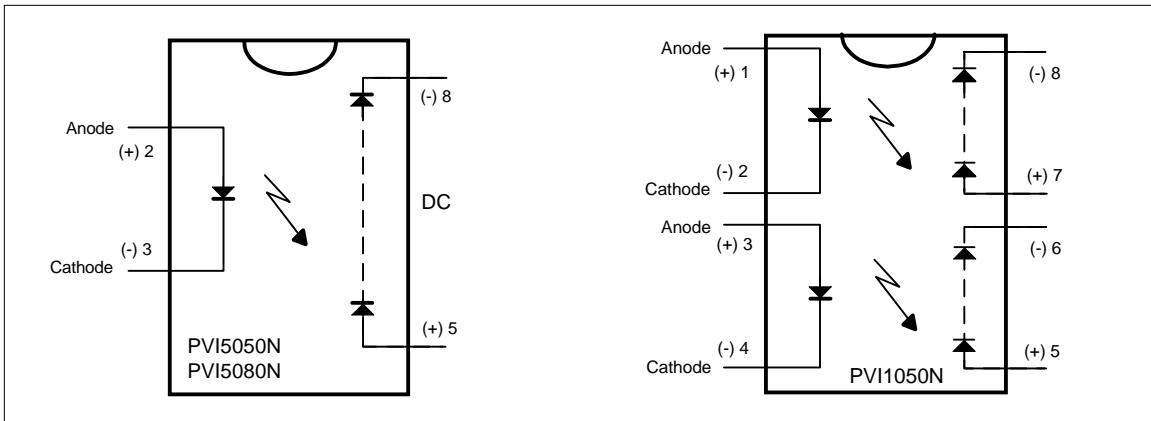 Anode
(+) 2
(-) 3
Cathode
(-) 8
DC
(+) 5
PVI5050N
PVI5080N
Anode
(+) 1
(-) 2
Cathode
Anode
(+) 3
(-) 4
Cathode
(-) 8
(+) 7
(-) 6
(+) 5
PVI1050N